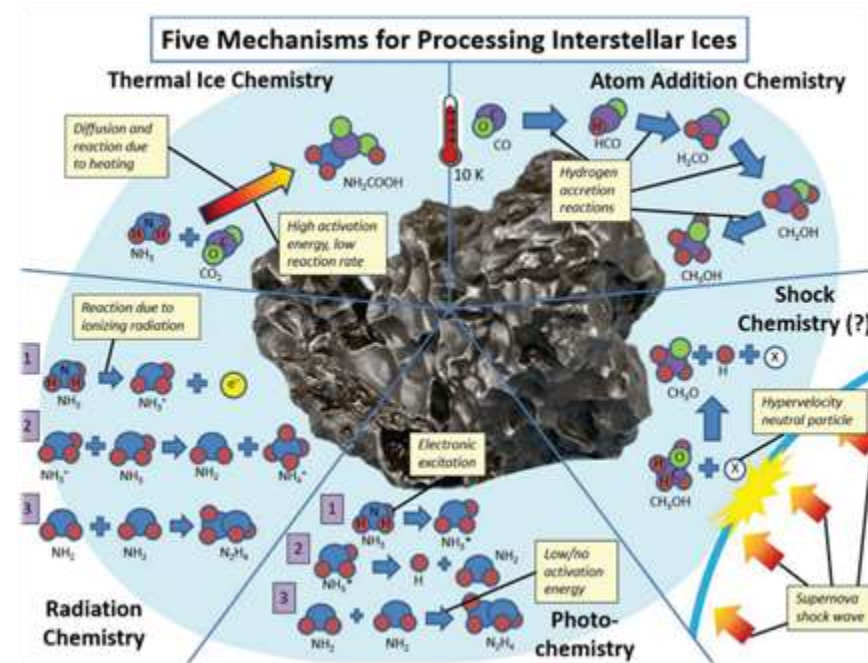 Five Mechanisms for Processing Interstellar Ices
Thermal Ice Chemistry
Diffusion and
reaction due
to heating
NH₂COOH
N
H H
NH₃
O
CO₂
High activation
energy, low
reaction rate
Atom Addition Chemistry
10 K
O
CO
H
HCO
H₂CO
Hydrogen
accretion
reactions
CH₂OH
CH₃OH
Shock
Chemistry (?)
CH₃O
H
X
Hypervelocity
neutral particle
H
H H
O
CH₃OH
X
Supernova
shock wave
Reaction due to
ionizing radiation
1
N
H H
NH₃
NH₃⁺
e⁻
2
NH₃⁺
NH₃
NH₂
NH₄⁺
3
NH₂
NH₂
N₂H₄
Radiation
Chemistry
Electronic
excitation
1
N
H H
NH₃
NH₃*
2
NH₃*
H
NH₂
3
NH₂
NH₂
N₂H₄
Low/no
activation
energy
Photo-
chemistry